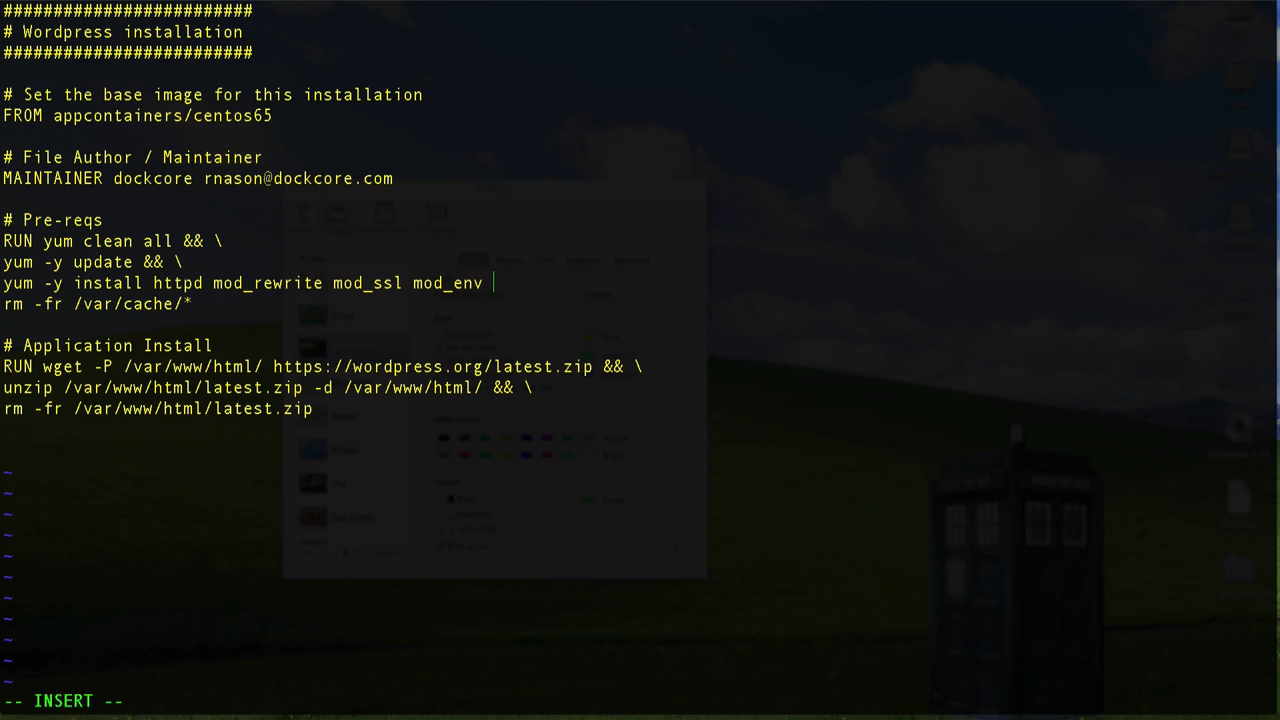 #########################
# Wordpress installation
#########################
# Set the base image for this installation
FROM appcontainers/centos65
# File Author / Maintainer
MAINTAINER dockcore rnason@dockcore.com
# Pre-reqs
RUN yum clean all && \
yum -y update && \
yum -y install httpd mod_rewrite mod_ssl mod_env
rm -fr /var/cache/*
# Application Install
RUN wget -P /var/www/html/ https://wordpress.org/latest.zip && \
unzip /var/www/html/latest.zip -d /var/www/html/ && \
rm -fr /var/www/html/latest.zip
~
~
~
~
~
~
~
~
~
~
~
-- INSERT --